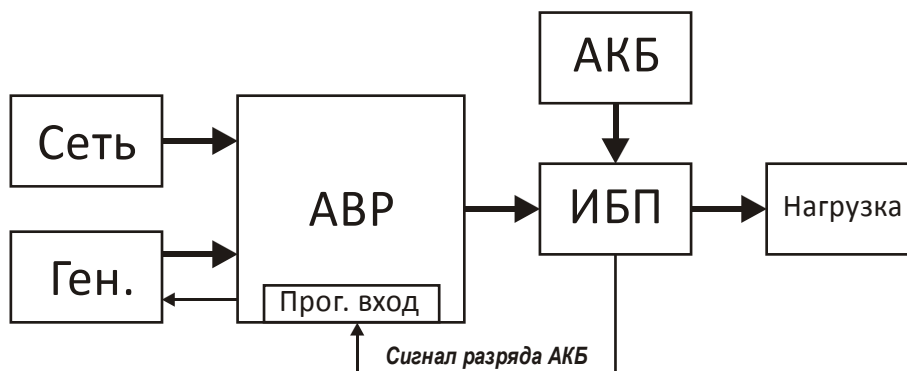 АКБ
Сеть
АВР
ИБП
Нагрузка
Ген.
Прог. вход
Сигнал разряда АКБ